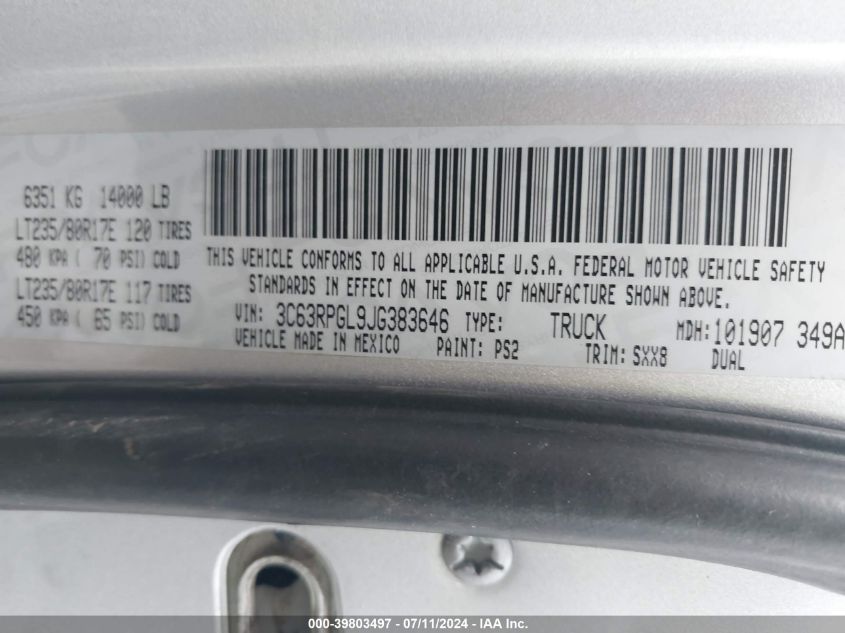 6351 KG 14000 LB
LT235/80R17E 120 TIRES
480 KPA ( 70 PSI) COLD
LT235/80R17E 117 TIRES
450 KPA ( 65 PSI) COLD
THIS VEHICLE CONFORMS TO ALL APPLICABLE U.S.A. FEDERAL MOTOR VEHICLE SAFETY
STANDARDS IN EFFECT ON THE DATE OF MANUFACTURE SHOWN ABOVE.
VIN: 3C63RPGL9JG383646 TYPE: TRUCK MDH:101907 349A
VEHICLE MADE IN MEXICO PAINT: PS2 TRIM: SXX8 DUAL
000-39803497 - 07/11/2024 - IAA Inc.